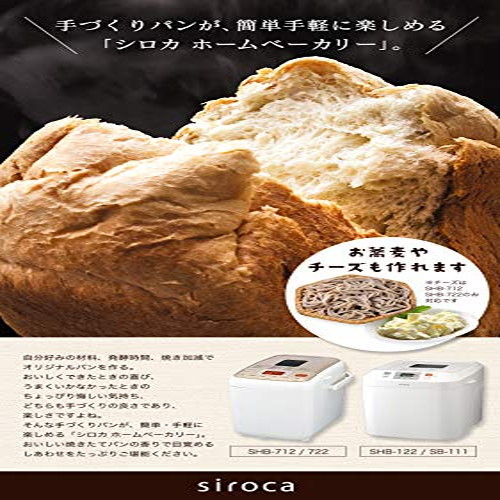 手づくりパンが、簡単手軽に楽しめる
「シロカ ホームベーカリー」。
お蕎麦や
チーズも作れます
※チーズは
SHB-712
SHB-722のみ
対応です
自分好みの材料、発酵時間、焼き加減で
オリジナルパンを作る。
おいしくできたときの喜び、
うまくいかなかったときの
ちょっぴり悔しい気持ち、
どちらも手づくりの良さであり、
楽しさですよね。
そんな手づくりパンが、簡単・手軽に
楽しめる「シロカ ホームベーカリー」。
おいしい焼きたてパンの香りで目覚める
しあわせをたっぷりご堪能ください。
SHB-712 / 722
SHB-122 / SB-111
siroca